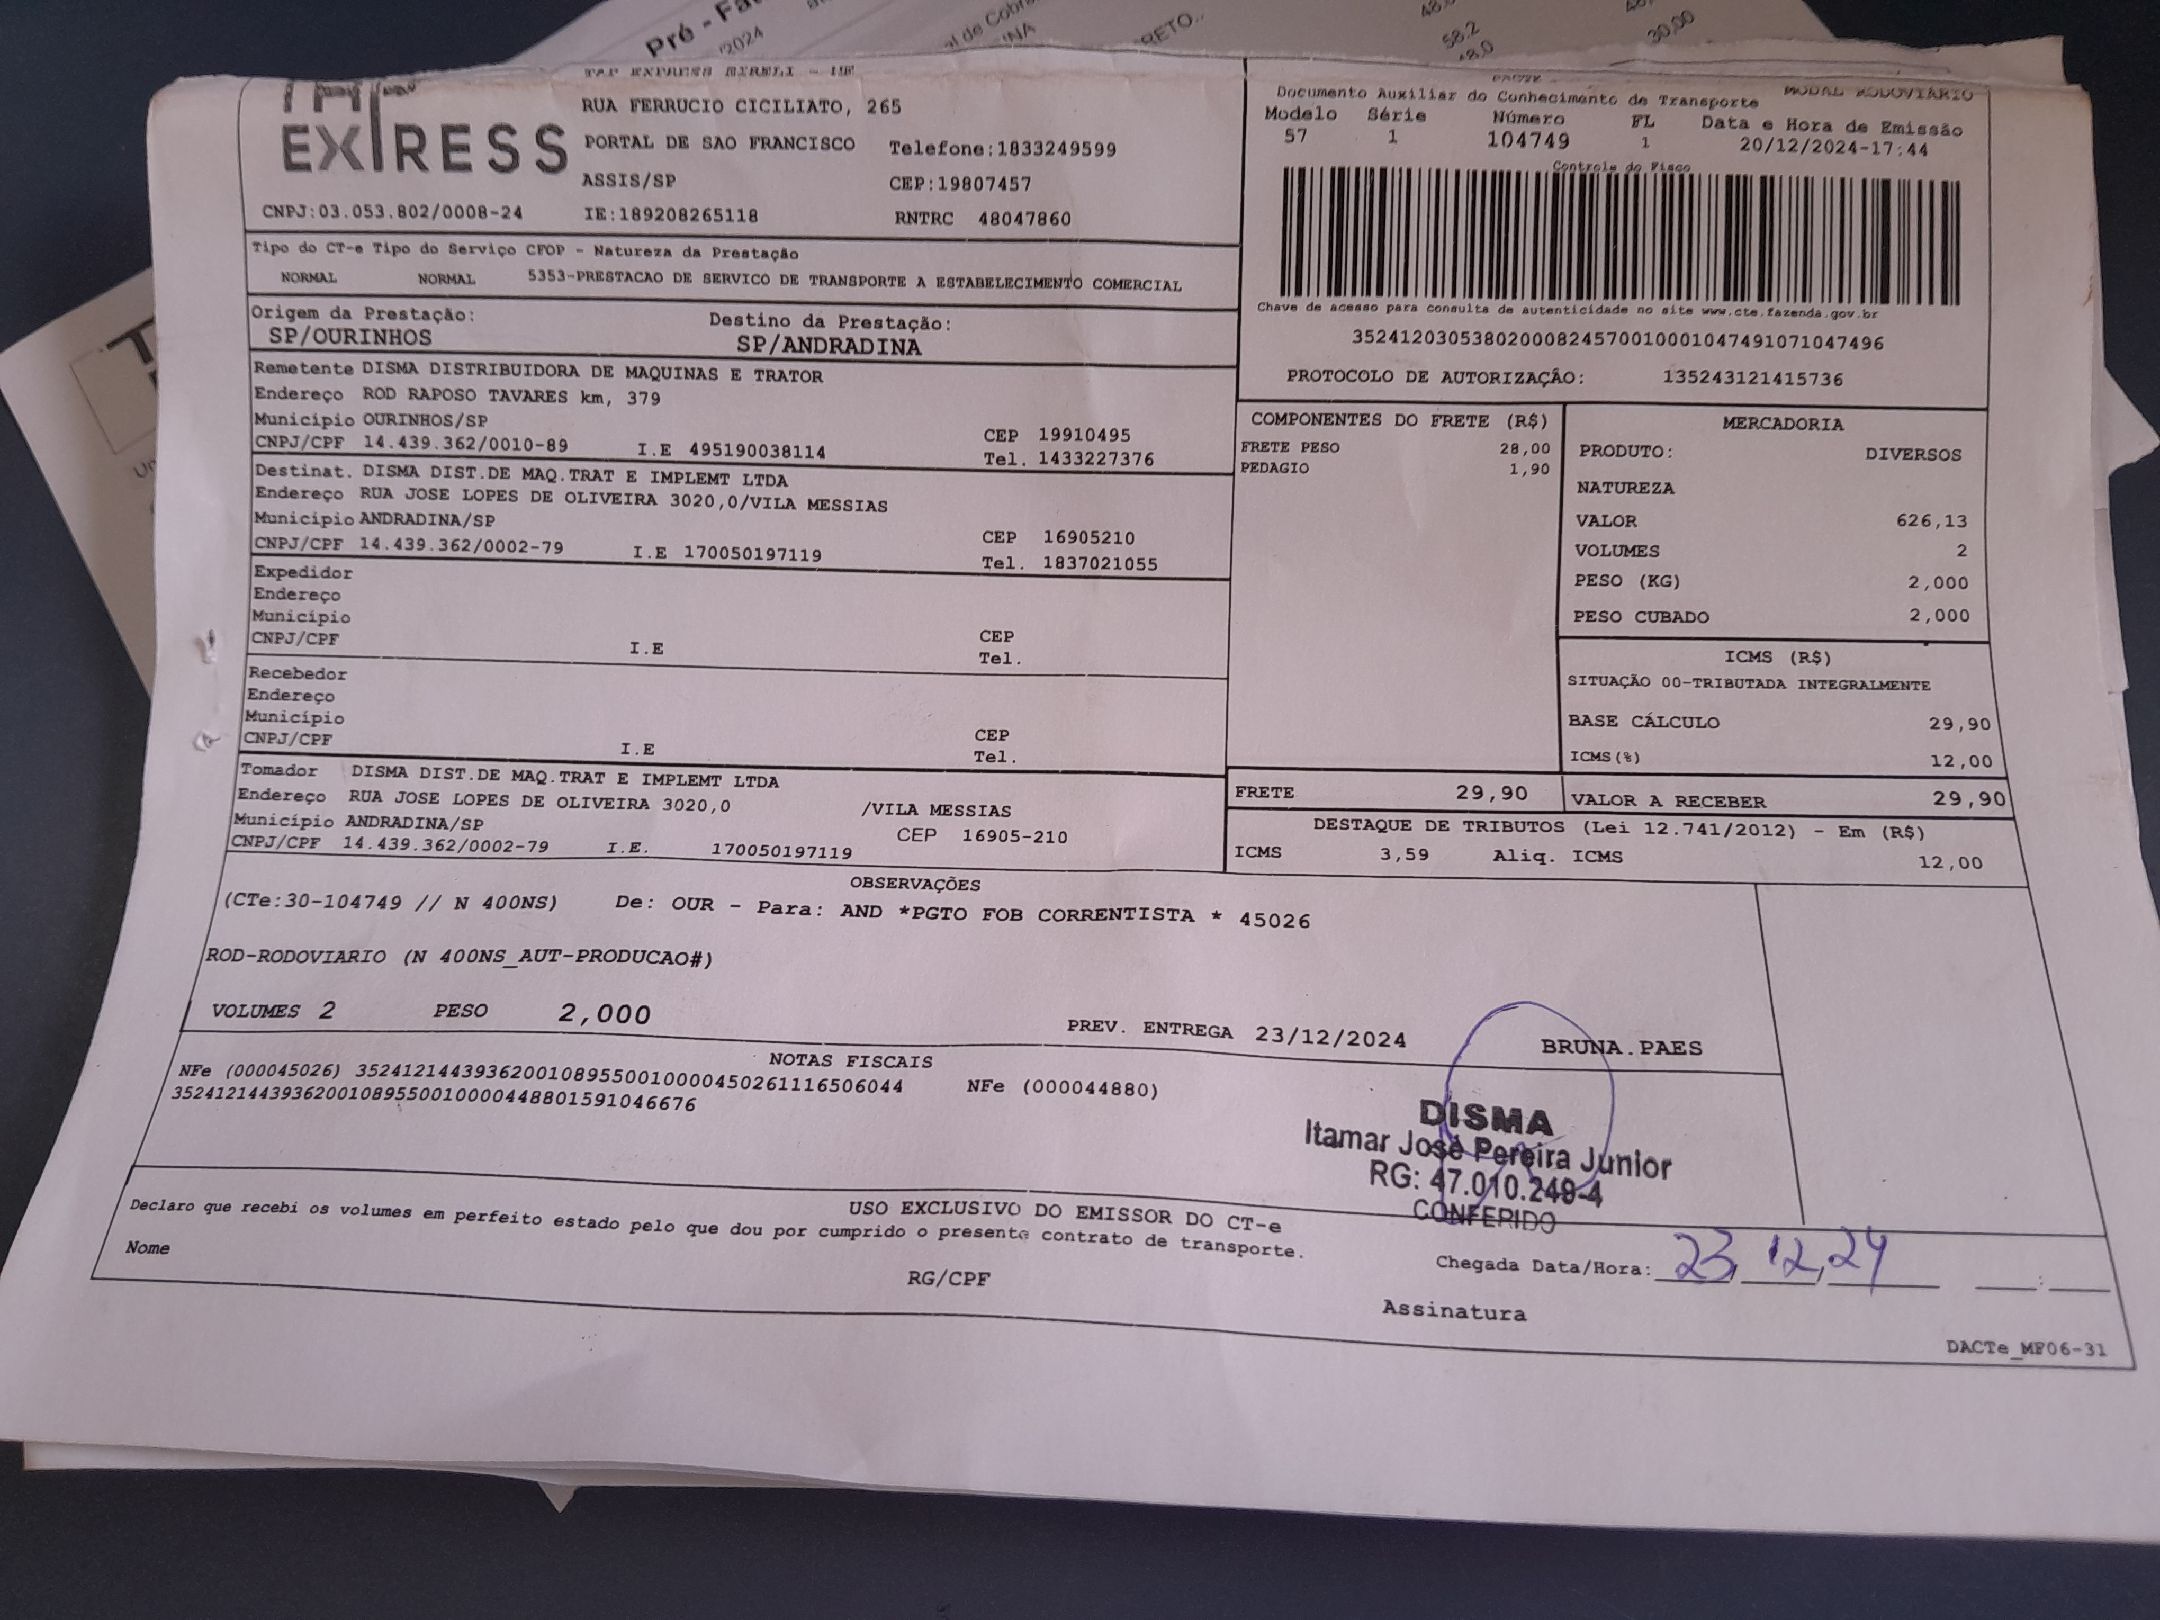 Pré - Fa
/2024
RETO..
58.2
30,00
TAP EXPRESS EIRELI - ME
EXPRESS
RUA FERRUCIO CICILIATO, 265
PORTAL DE SAO FRANCISCO Telefone:1833249599
ASSIS/SP CEP:19807457
CNPJ:03.053.802/0008-24 IE:189208265118 RNTRC 48047860
MODAL RODOVIÁRIO
Documento Auxiliar do Conhecimento de Transporte
Modelo Série Número FL Data e Hora de Emissão
57 1 104749 1 20/12/2024-17:44
Controle do Fisco
Chave de acesso para consulta de autenticidade no site www.cte.fazenda.gov.br
35241203053802000824570010001047491071047496
PROTOCOLO DE AUTORIZAÇÃO: 135243121415736
Tipo do CT-e Tipo do Serviço CFOP - Natureza da Prestação
NORMAL NORMAL 5353-PRESTACAO DE SERVICO DE TRANSPORTE A ESTABELECIMENTO COMERCIAL
Origem da Prestação: Destino da Prestação:
SP/OURINHOS SP/ANDRADINA
Remetente DISMA DISTRIBUIDORA DE MAQUINAS E TRATOR
Endereço ROD RAPOSO TAVARES km, 379
Município OURINHOS/SP CEP 19910495
CNPJ/CPF 14.439.362/0010-89 I.E 495190038114 Tel. 1433227376
Destinat. DISMA DIST.DE MAQ.TRAT E IMPLEMT LTDA
Endereço RUA JOSE LOPES DE OLIVEIRA 3020,0/VILA MESSIAS
Município ANDRADINA/SP CEP 16905210
CNPJ/CPF 14.439.362/0002-79 I.E 170050197119 Tel. 1837021055
Expedidor
Endereço
Município CEP
CNPJ/CPF I.E Tel.
Recebedor
Endereço
Município CEP
CNPJ/CPF I.E Tel.
Tomador DISMA DIST.DE MAQ.TRAT E IMPLEMT LTDA
Endereço RUA JOSE LOPES DE OLIVEIRA 3020,0 /VILA MESSIAS
Município ANDRADINA/SP CEP 16905-210
CNPJ/CPF 14.439.362/0002-79 I.E. 170050197119
COMPONENTES DO FRETE (R$)
FRETE PESO 28,00
PEDAGIO 1,90
MERCADORIA
PRODUTO: DIVERSOS
NATUREZA
VALOR 626,13
VOLUMES 2
PESO (KG) 2,000
PESO CUBADO 2,000
ICMS (R$)
SITUAÇÃO 00-TRIBUTADA INTEGRALMENTE
BASE CÁLCULO 29,90
ICMS(%) 12,00
FRETE 29,90 VALOR A RECEBER 29,90
DESTAQUE DE TRIBUTOS (Lei 12.741/2012) - Em (R$)
ICMS 3,59 Aliq. ICMS 12,00
OBSERVAÇÕES
(CTe:30-104749 // N 400NS) De: OUR - Para: AND *PGTO FOB CORRENTISTA * 45026
ROD-RODOVIARIO (N 400NS_AUT-PRODUCAO#)
VOLUMES 2 PESO 2,000 PREV. ENTREGA 23/12/2024 BRUNA.PAES
NOTAS FISCAIS
NFe (000045026) 35241214439362001089550010000450261116506044 NFe (000044880)
35241214439362001089550010000448801591046676
DISMA
Itamar José Pereira Junior
RG: 47.010.249-4
CONFERIDO
USO EXCLUSIVO DO EMISSOR DO CT-e
Declaro que recebi os volumes em perfeito estado pelo que dou por cumprido o presente contrato de transporte.
Nome RG/CPF Chegada Data/Hora: 23, 12, 24 :
Assinatura
DACTe_MF06-31